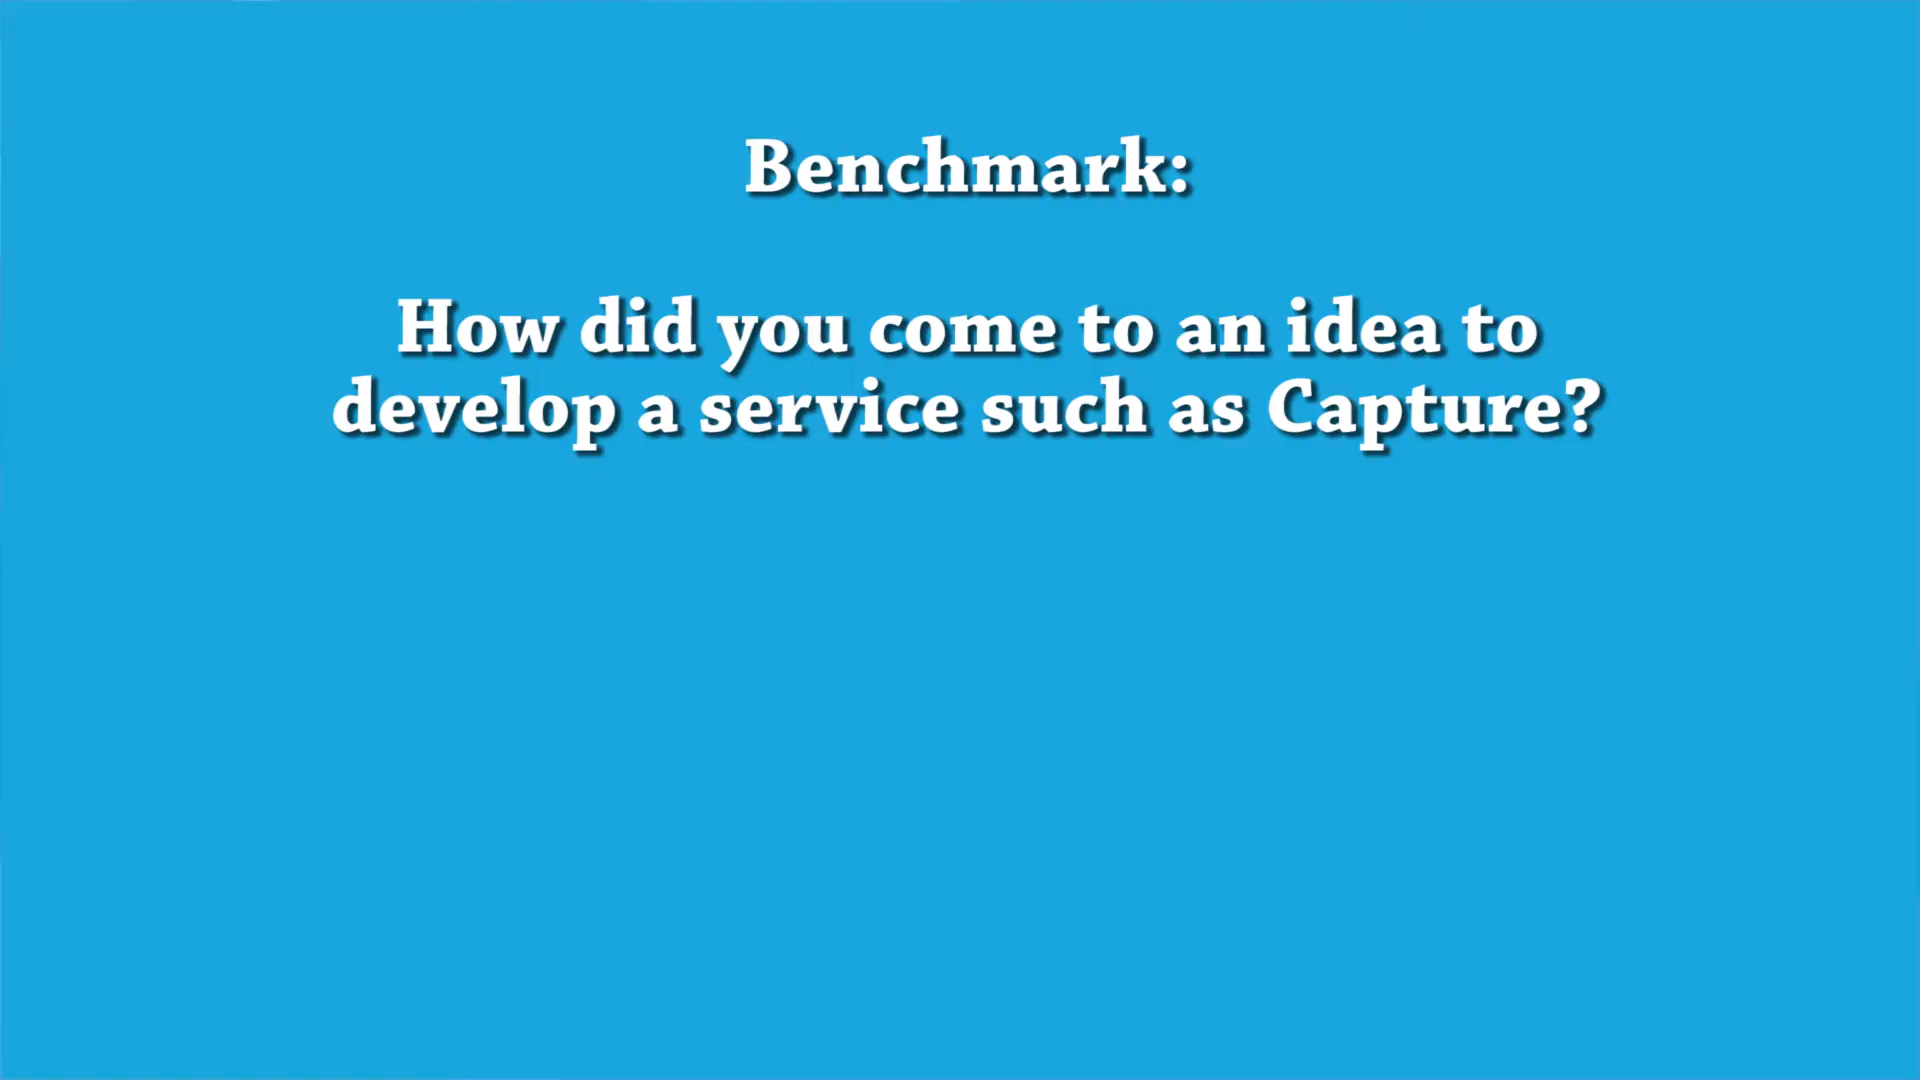 Benchmark:
How did you come to an idea to
develop a service such as Capture?